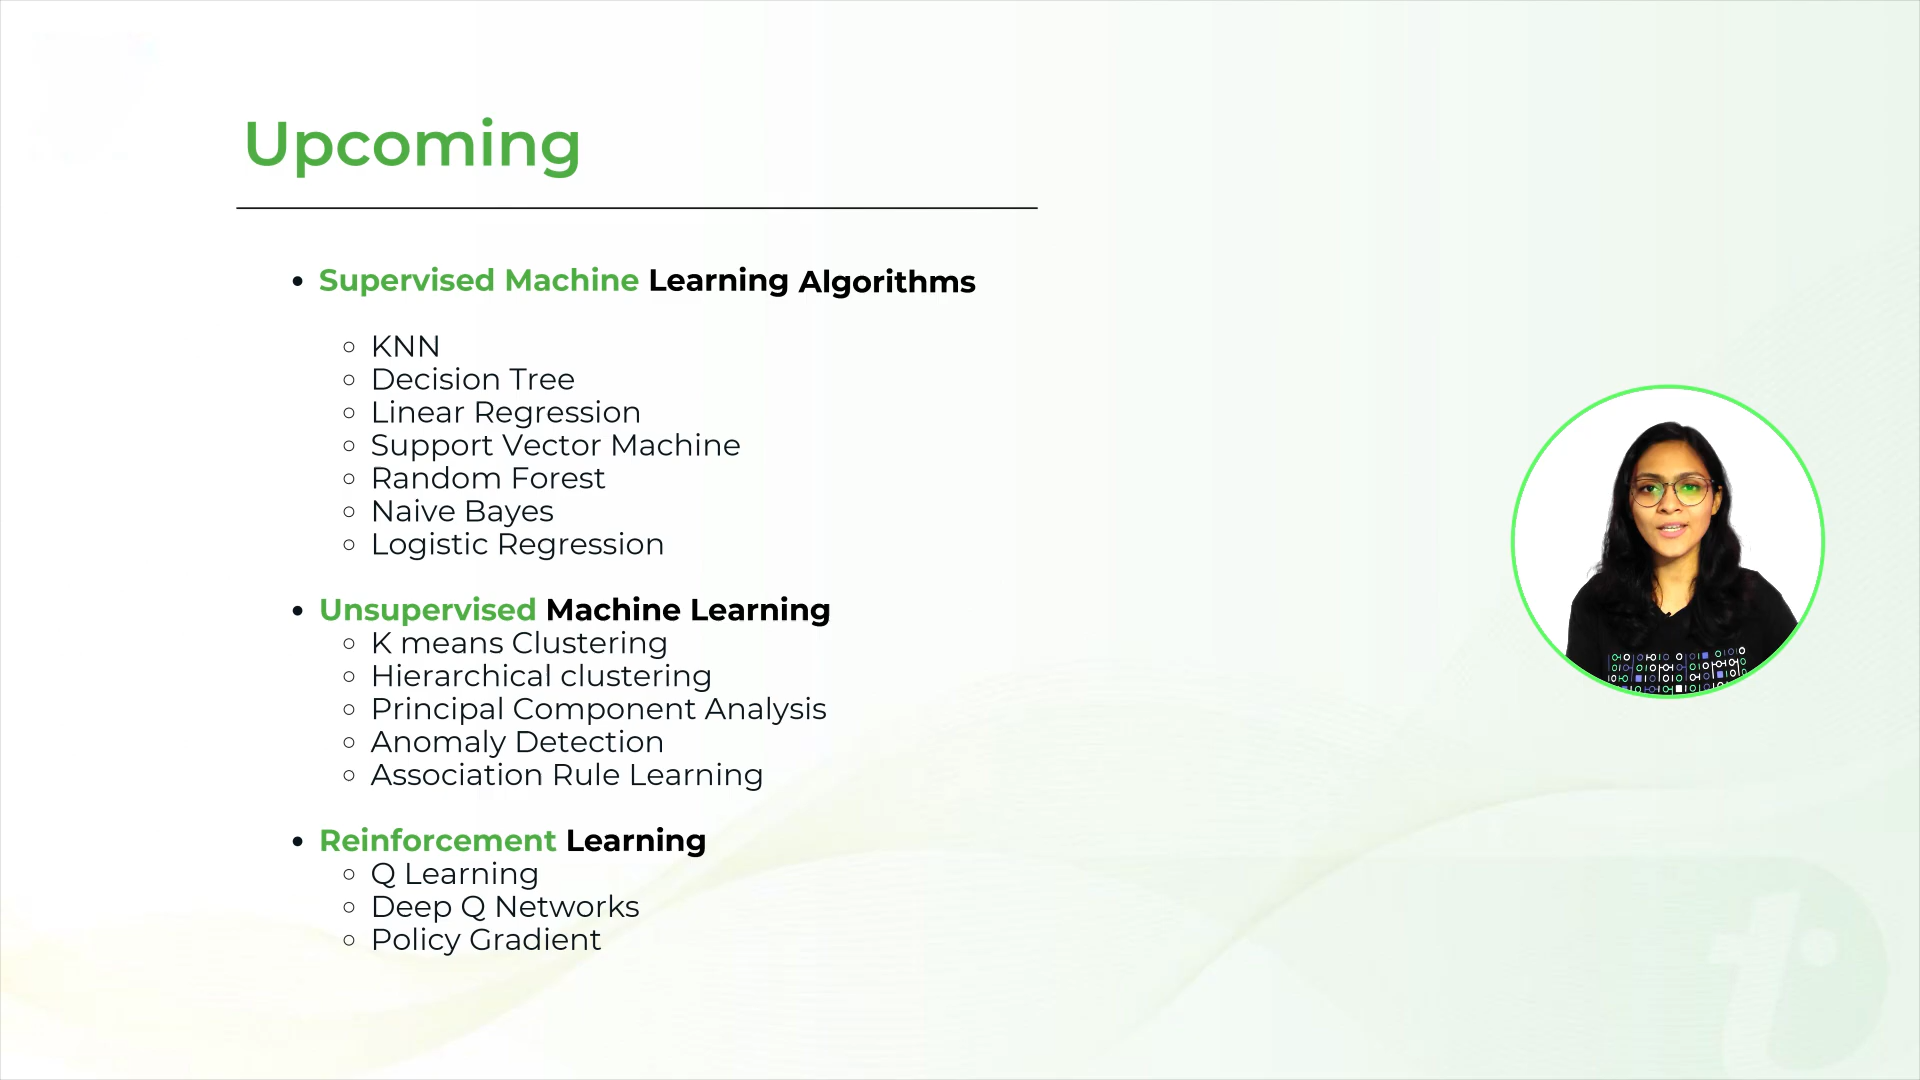 Upcoming
Supervised Machine Learning Algorithms
KNN
Decision Tree
Linear Regression
Support Vector Machine
Random Forest
Naive Bayes
Logistic Regression
Unsupervised Machine Learning
K means Clustering
Hierarchical clustering
Principal Component Analysis
Anomaly Detection
Association Rule Learning
Reinforcement Learning
Q Learning
Deep Q Networks
Policy Gradient